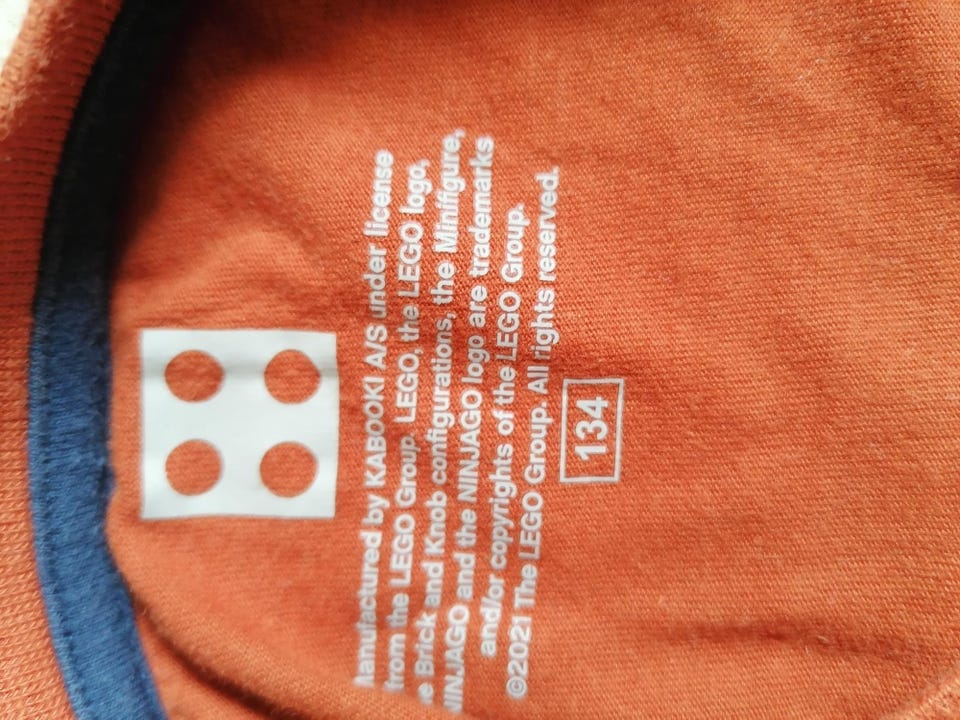 Manufactured by KABOOKI A/S under license
from the LEGO Group. LEGO, the LEGO logo,
the Brick and Knob configurations, the Minifigure,
NINJAGO and the NINJAGO logo are trademarks
and/or copyrights of the LEGO Group.
©2021 The LEGO Group. All rights reserved.
134